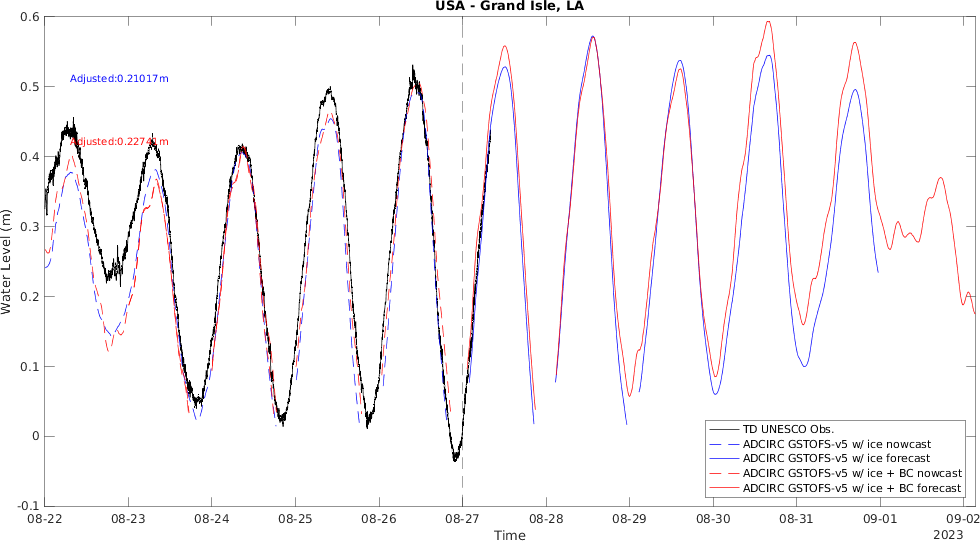 USA - Grand Isle, LA
0.6
0.5
0.4
0.3
0.2
0.1
0
-0.1
Water Level (m)
Adjusted:0.21017m
08-22 08-23 08-24 08-25 08-26 08-27 08-28 08-29 08-30 08-31 09-01 09-02
2023
Time
TD UNESCO Obs.
ADCIRC GSTOFS-v5 w/ ice nowcast
ADCIRC GSTOFS-v5 w/ ice forecast
ADCIRC GSTOFS-v5 w/ ice + BC nowcast
ADCIRC GSTOFS-v5 w/ ice + BC forecast